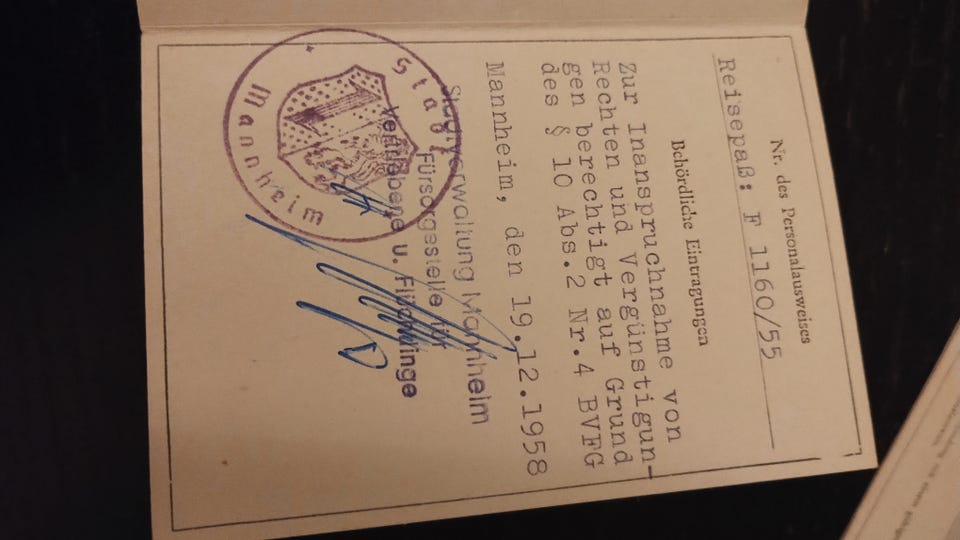 Nr. des Personalausweises
Reisepaß: F 1160/55
Behördliche Eintragungen
Zur Inanspruchnahme von
Rechten und Vergünstigun-
gen berechtigt auf Grund
des § 10 Abs.2 Nr.4 BVFG
Mannheim, den 19.12.1958
Stadtverwaltung Mannheim
Fürsorgestelle für
Vertriebene u. Flüchtlinge
Stadt
Mannheim